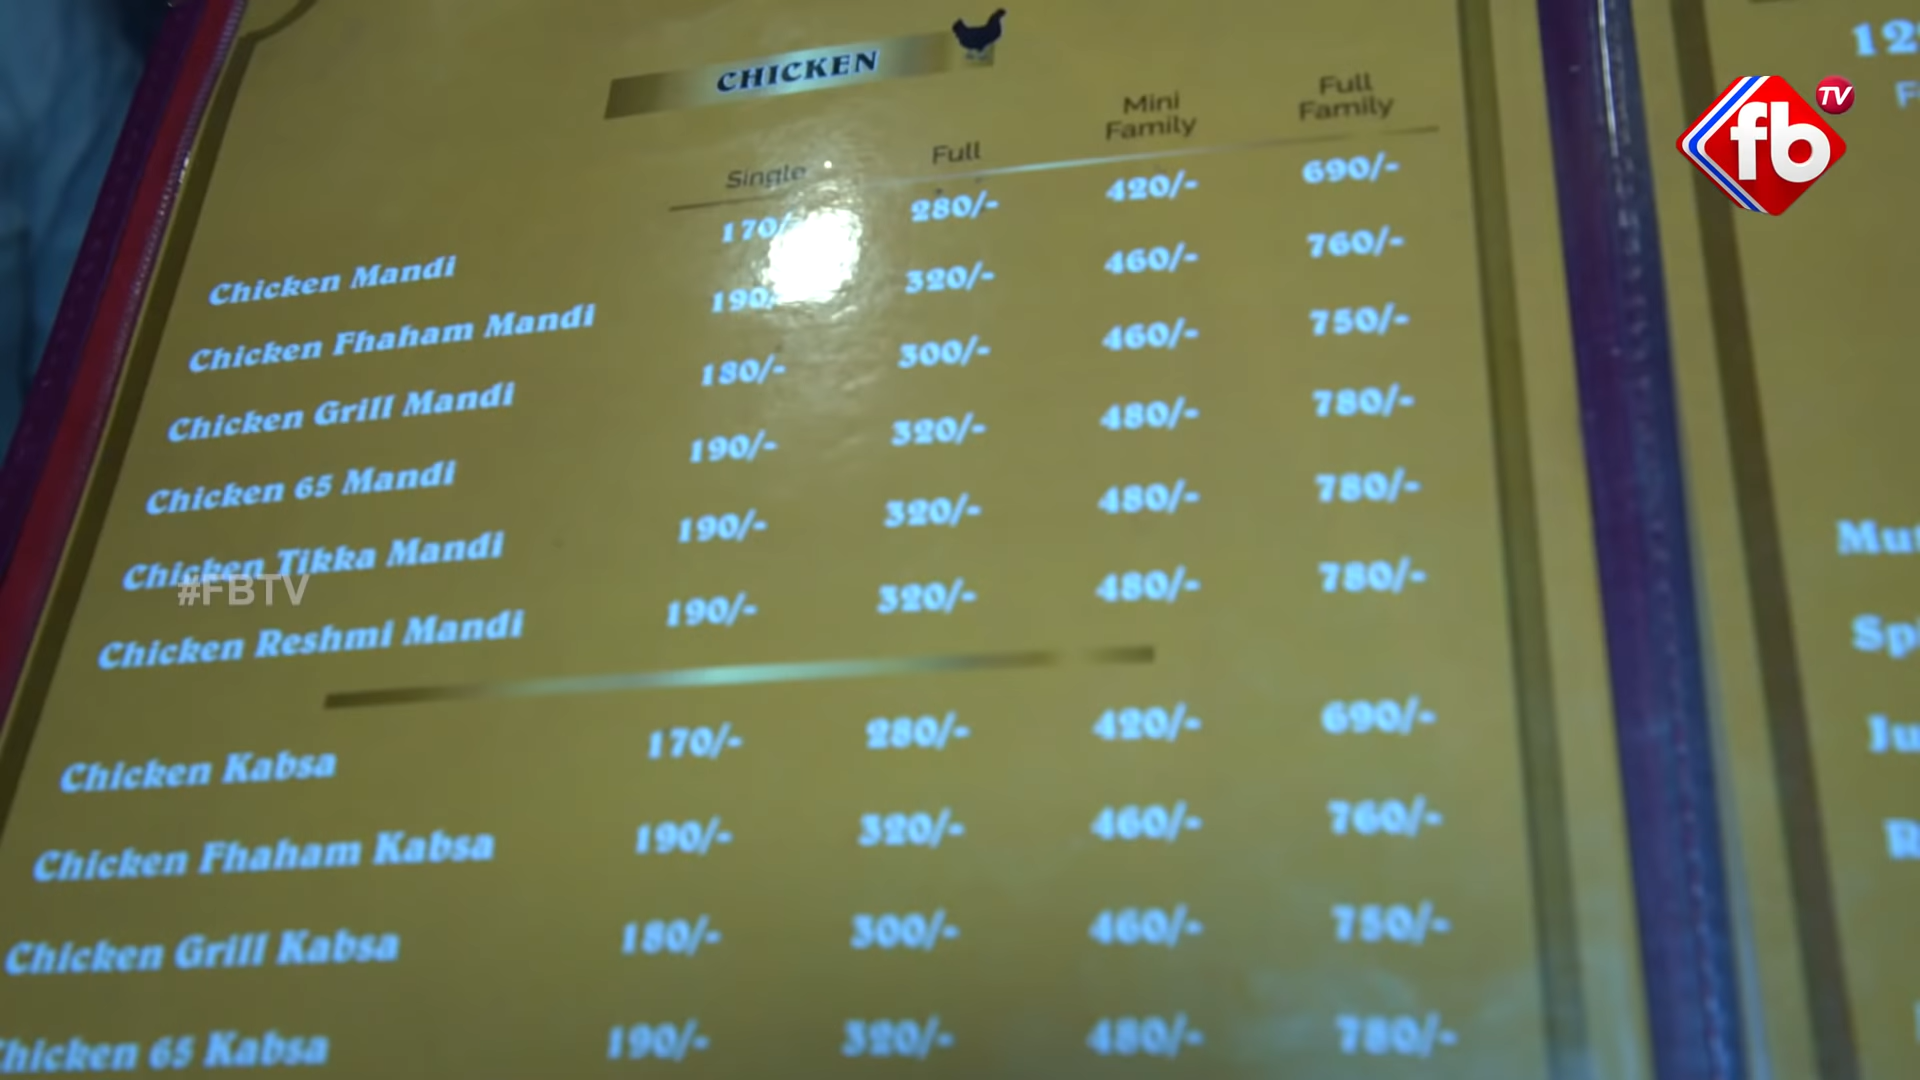 CHICKEN
Single Full Mini Family Full Family
Chicken Mandi 170/- 280/- 420/- 690/-
Chicken Fhaham Mandi 190/- 320/- 460/- 760/-
Chicken Grill Mandi 180/- 300/- 460/- 750/-
Chicken 65 Mandi 190/- 320/- 480/- 780/-
Chicken Tikka Mandi 190/- 320/- 480/- 780/-
Chicken Reshmi Mandi 190/- 320/- 480/- 780/-
Chicken Kabsa 170/- 280/- 420/- 690/-
Chicken Fhaham Kabsa 190/- 320/- 460/- 760/-
Chicken Grill Kabsa 180/- 300/- 460/- 750/-
Chicken 65 Kabsa 190/- 320/- 480/- 780/-
#FBTV
fb TV